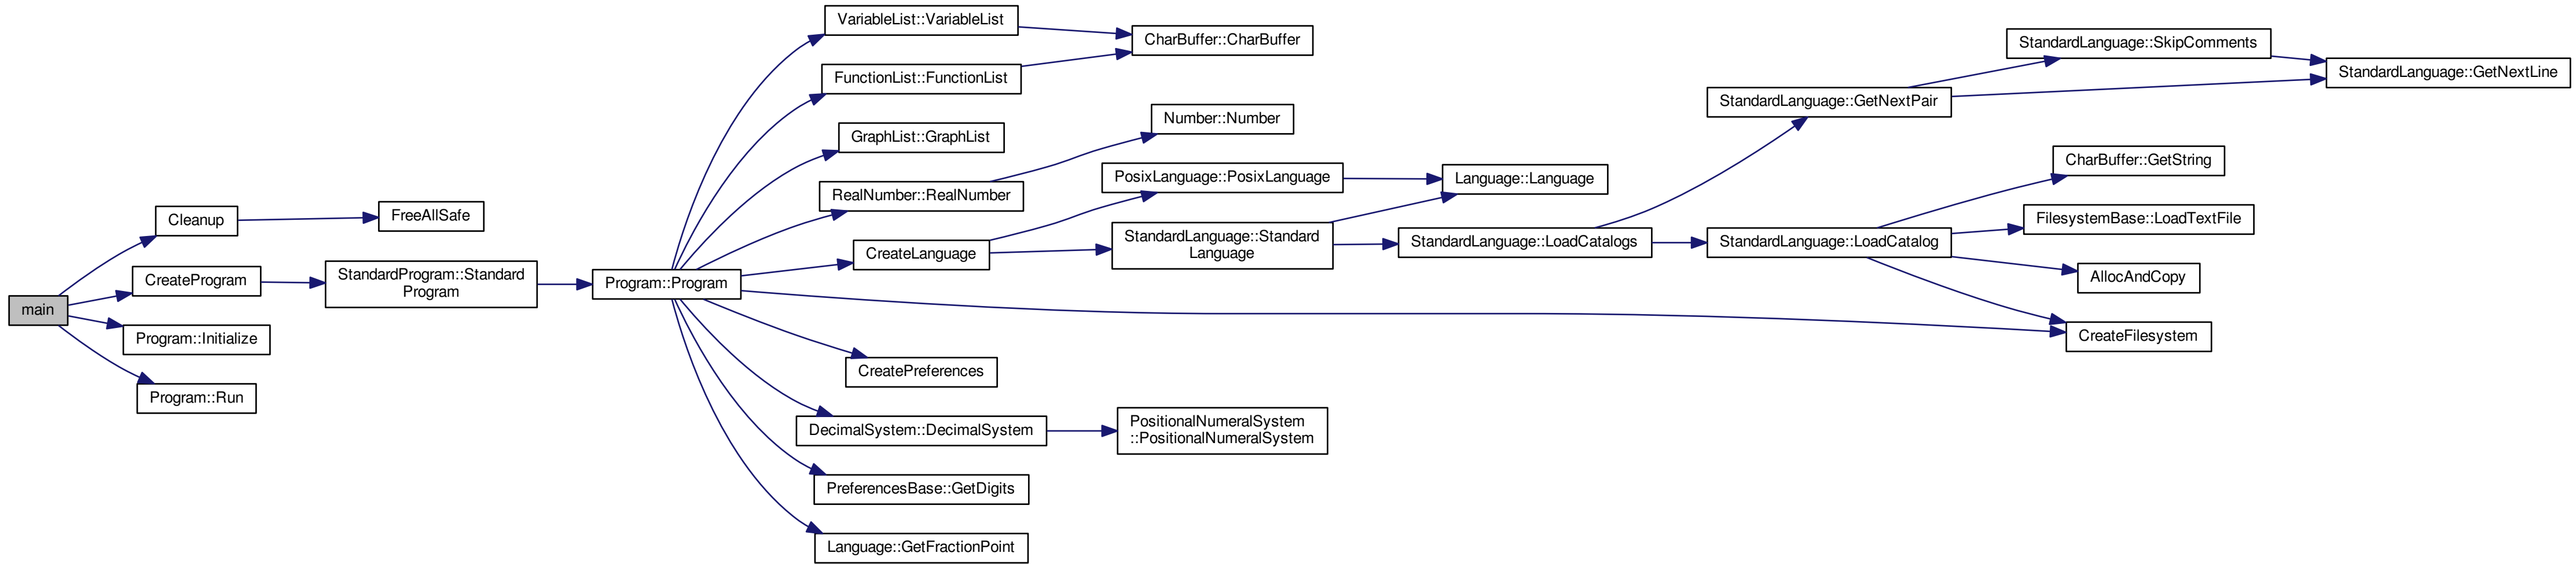 main
Cleanup
CreateProgram
Program::Initialize
Program::Run
FreeAllSafe
StandardProgram::Standard
Program
Program::Program
VariableList::VariableList
FunctionList::FunctionList
GraphList::GraphList
RealNumber::RealNumber
CreateLanguage
CreatePreferences
DecimalSystem::DecimalSystem
PreferencesBase::GetDigits
Language::GetFractionPoint
CharBuffer::CharBuffer
Number::Number
PosixLanguage::PosixLanguage
StandardLanguage::Standard
Language
PositionalNumeralSystem
::PositionalNumeralSystem
Language::Language
StandardLanguage::LoadCatalogs
StandardLanguage::GetNextPair
StandardLanguage::LoadCatalog
StandardLanguage::SkipComments
CharBuffer::GetString
FilesystemBase::LoadTextFile
AllocAndCopy
CreateFilesystem
StandardLanguage::GetNextLine